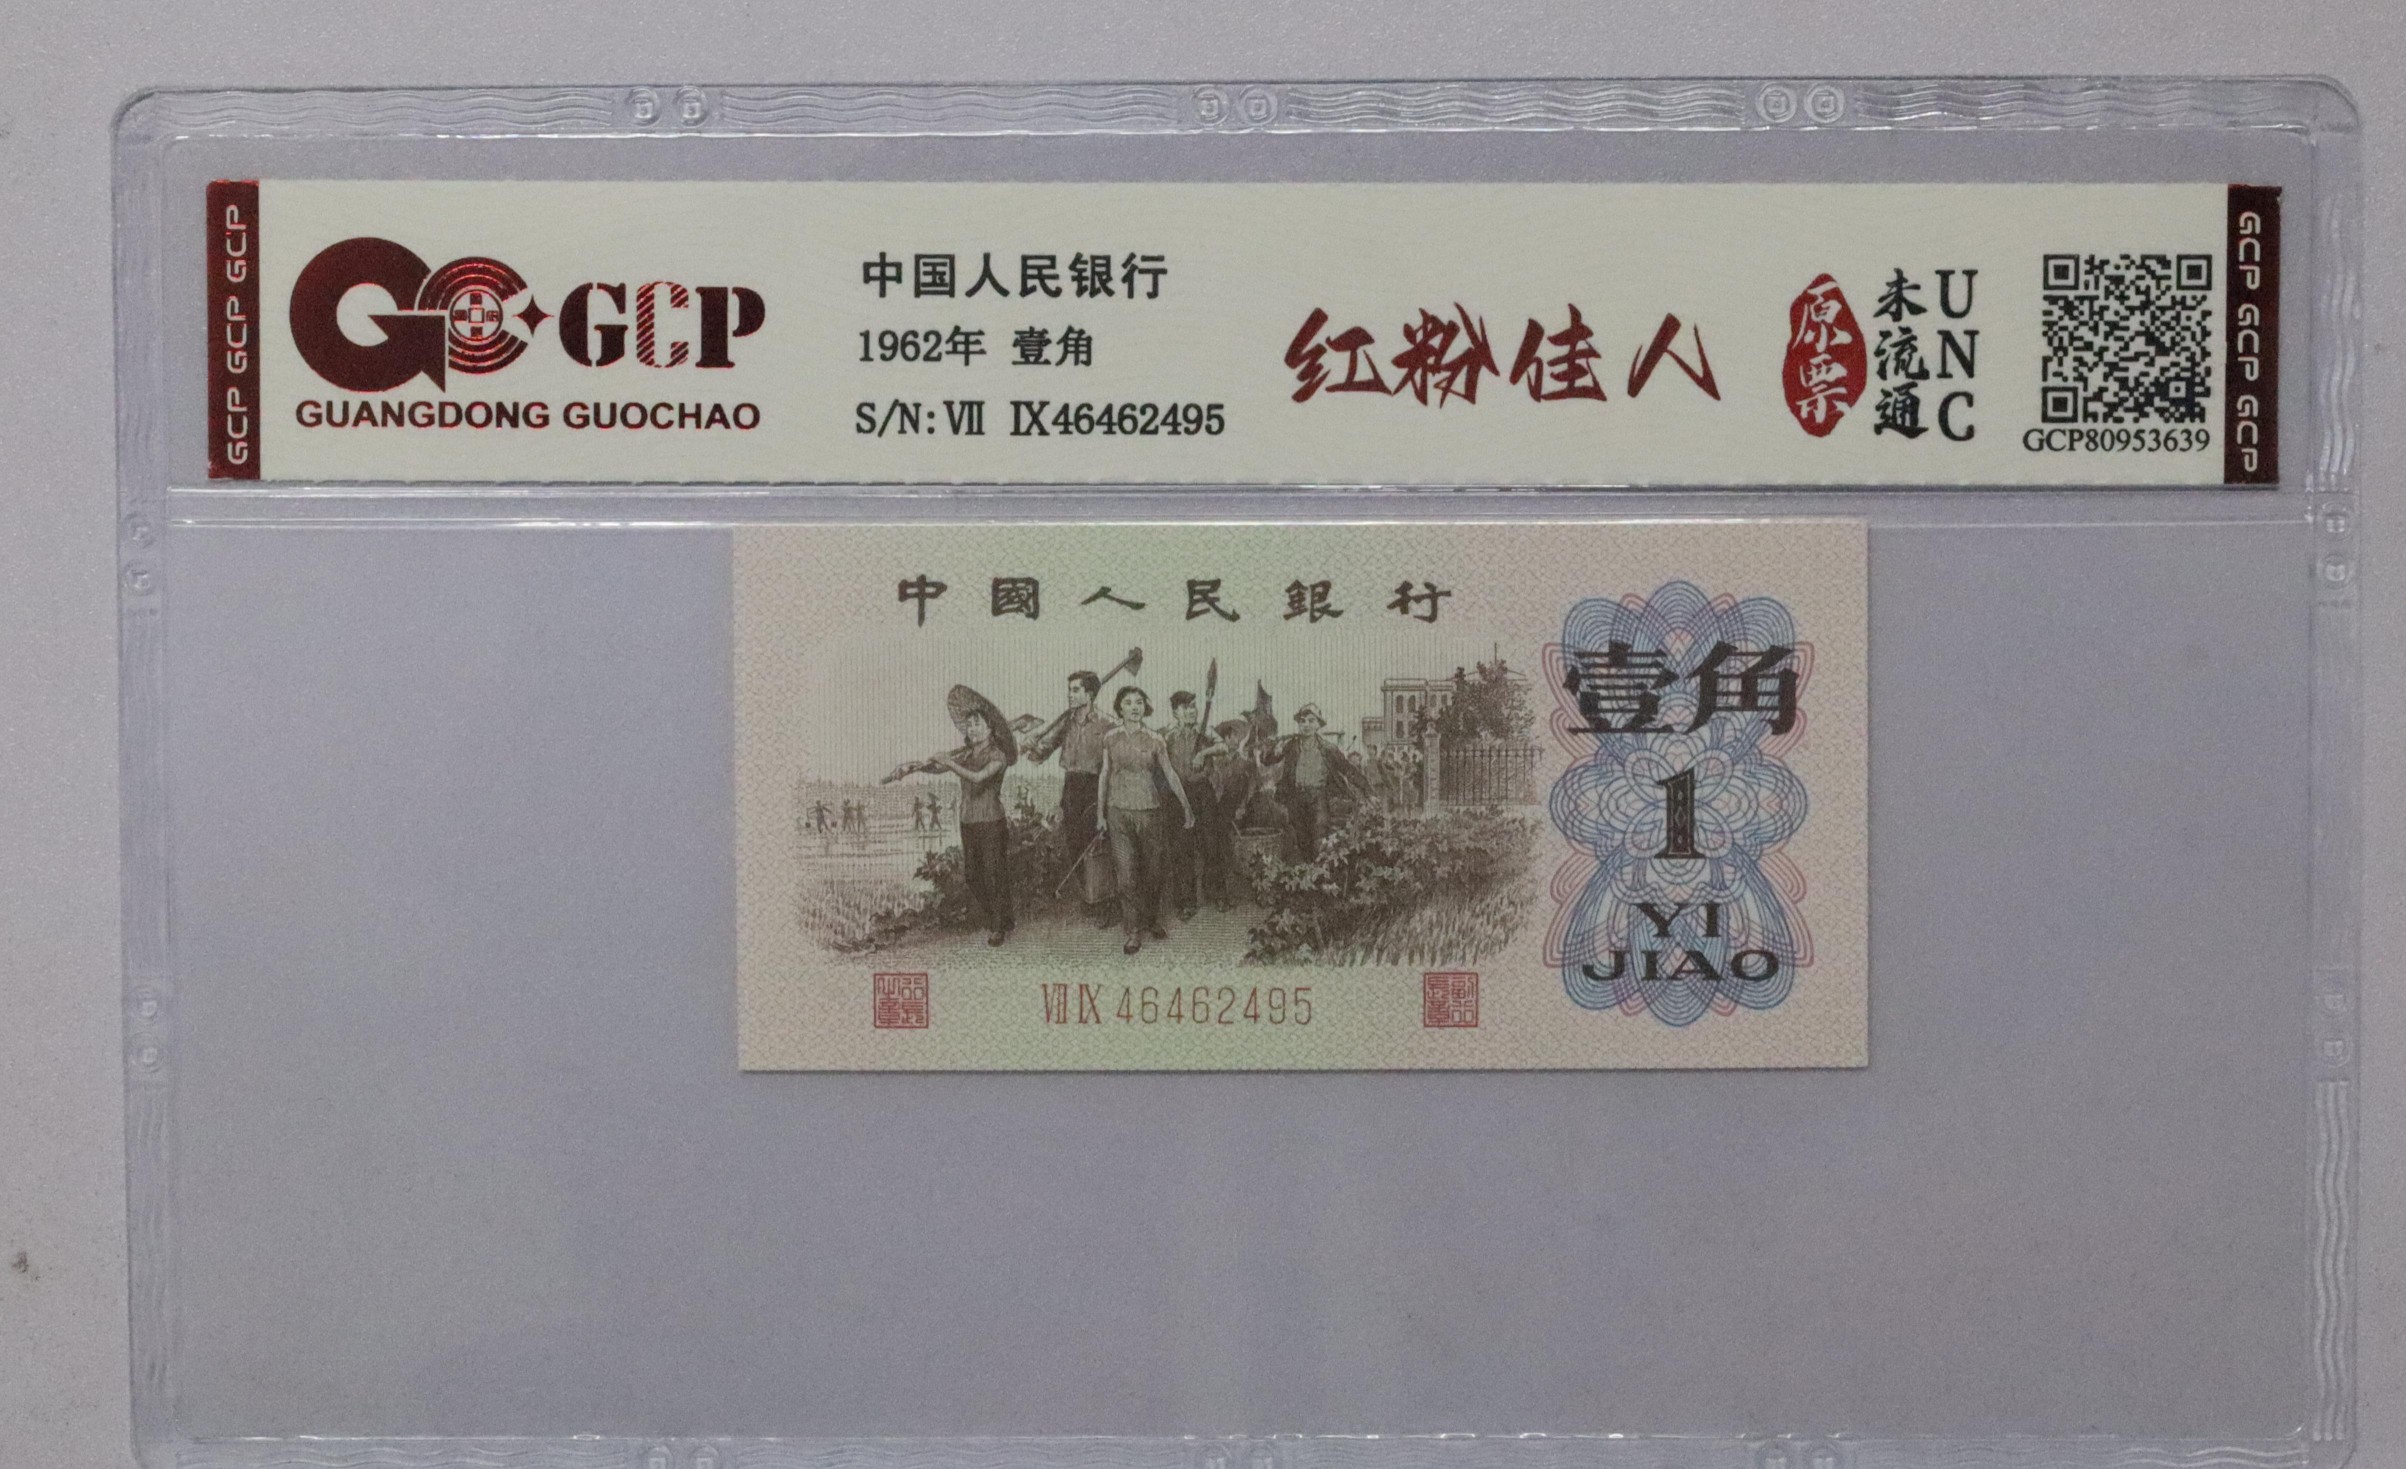 GCP GCP GCP
GCP
GUANGDONG GUOCHAO
中国人民银行
1962年 壹角
S/N: Ⅶ Ⅸ46462495
红粉佳人
原票
未流通
UNC
GCP80953639
GCP GCP GCP
中國人民銀行
壹角
1
YI
JIAO
ⅦⅨ 46462495